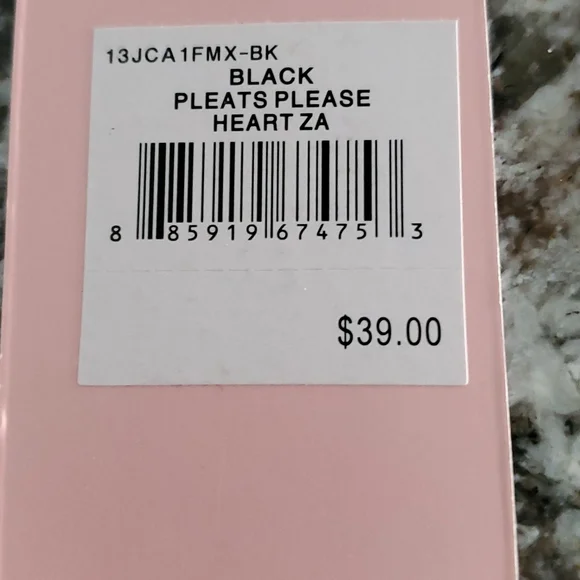 13JCA1FMX-BK
BLACK
PLEATS PLEASE
HEART ZA
8 85919 67475 3
$39.00